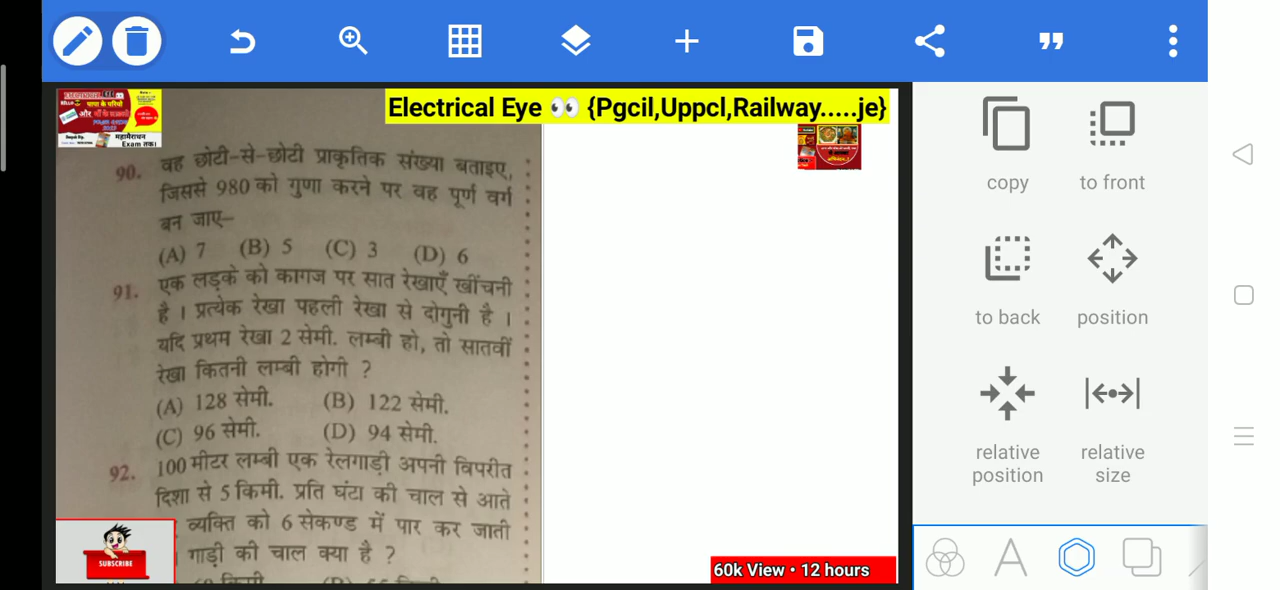 Electrical Eye 👀 {Pgcil,Uppcl,Railway.....je}
90. वह छोटी-से-छोटी प्राकृतिक संख्या बताइए,
जिससे 980 को गुणा करने पर वह पूर्ण वर्ग
बन जाए–
(A) 7 (B) 5 (C) 3 (D) 6
91. एक लड़के को कागज पर सात रेखाएँ खींचनी
है । प्रत्येक रेखा पहली रेखा से दोगुनी है ।
यदि प्रथम रेखा 2 सेमी. लम्बी हो, तो सातवीं
रेखा कितनी लम्बी होगी ?
(A) 128 सेमी. (B) 122 सेमी.
(C) 96 सेमी. (D) 94 सेमी.
92. 100 मीटर लम्बी एक रेलगाड़ी अपनी विपरीत
दिशा से 5 किमी. प्रति घंटा की चाल से आते
व्यक्ति को 6 सेकण्ड में पार कर जाती
गाड़ी की चाल क्या है ?
SUBSCRIBE
60k View • 12 hours
copy
to front
to back
position
relative
position
relative
size